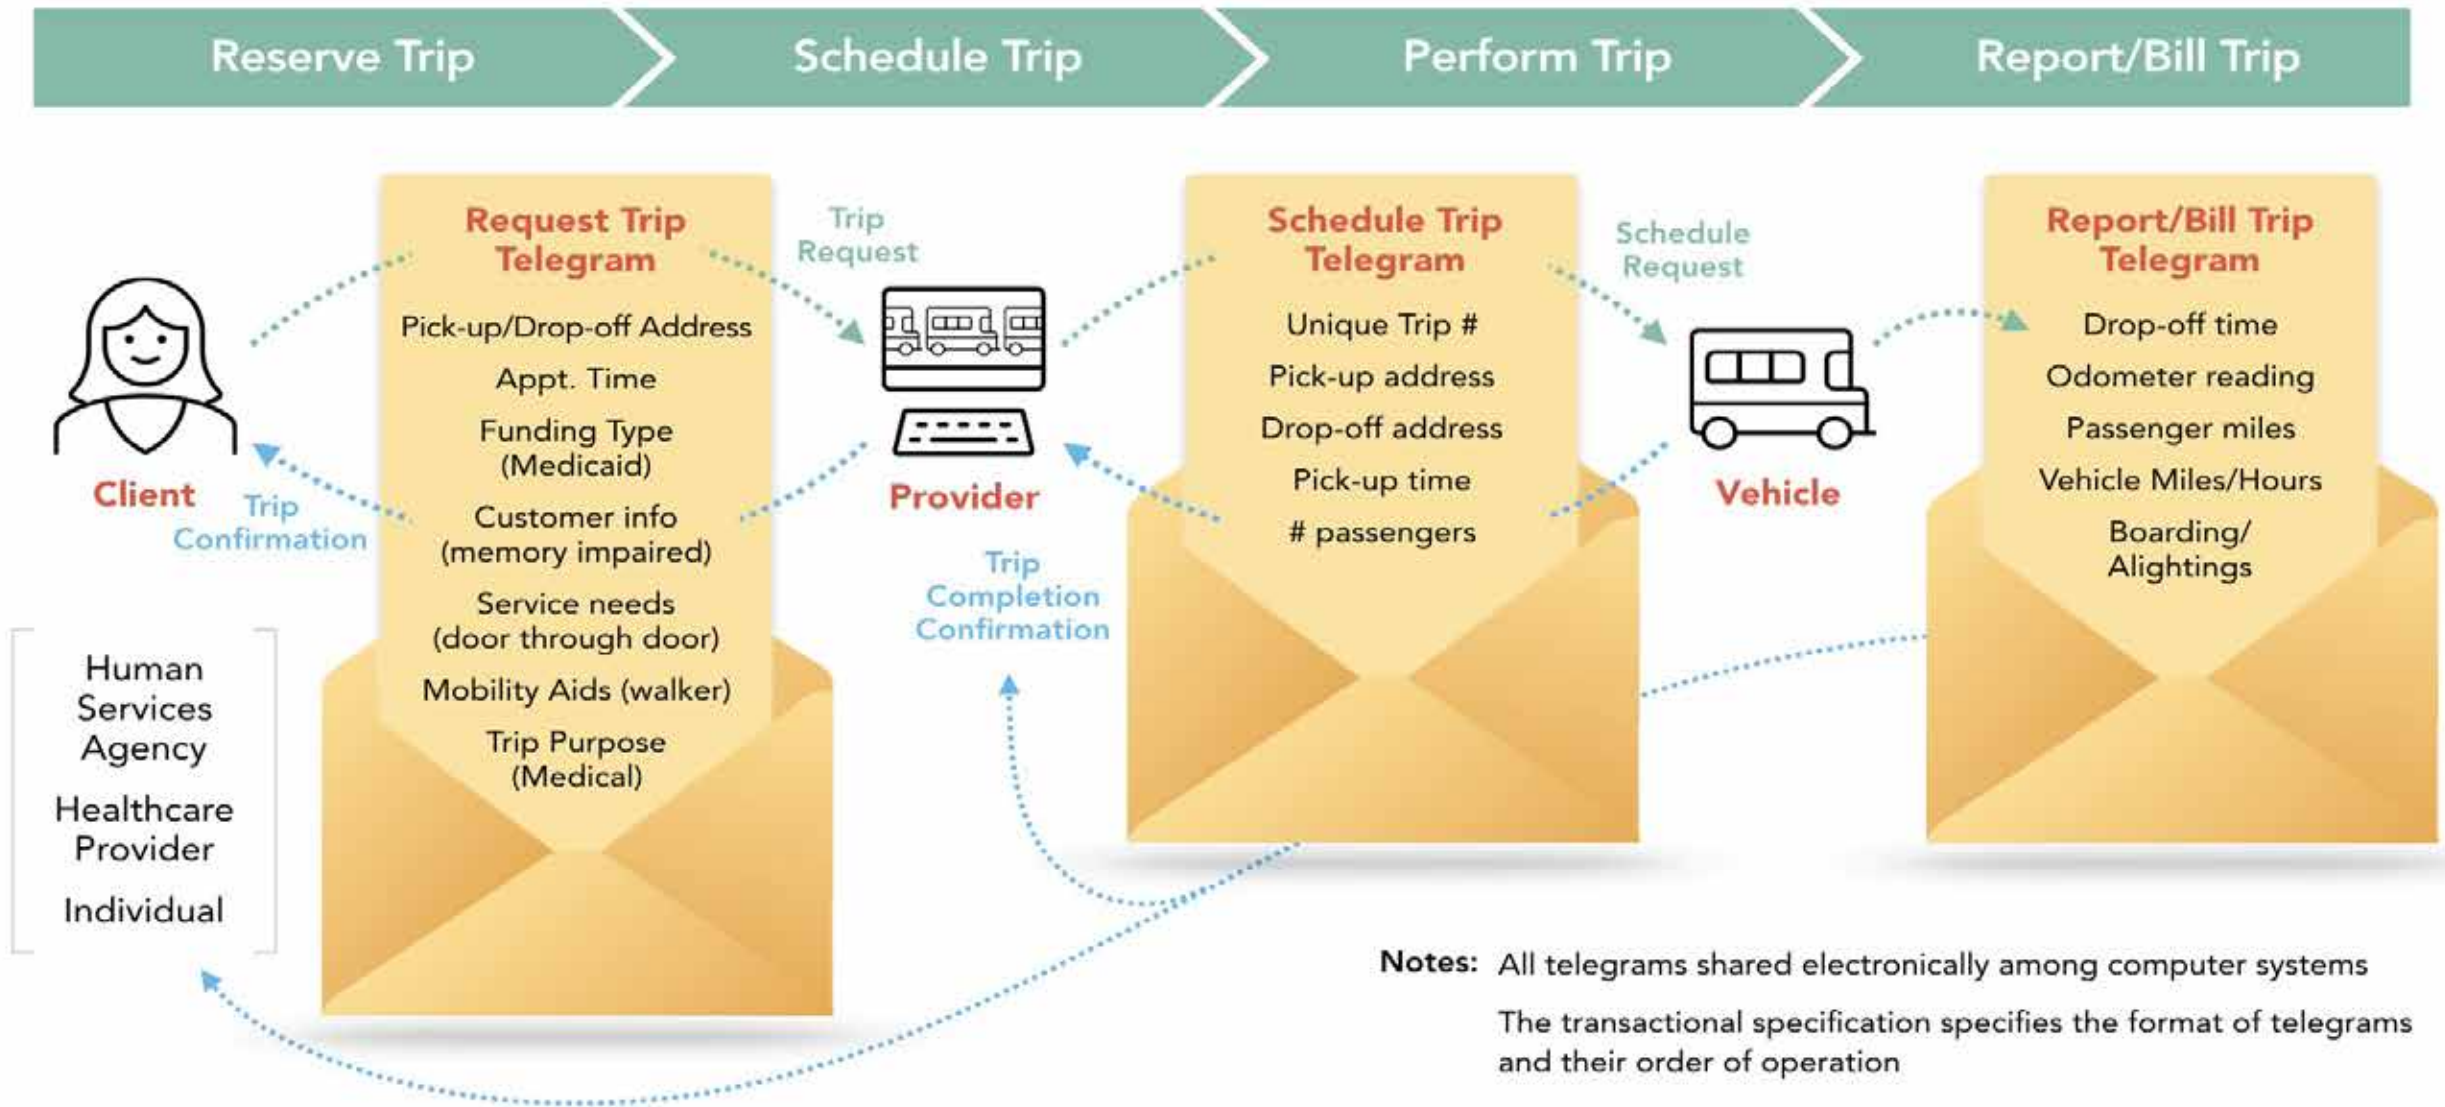 Reserve Trip
Schedule Trip
Perform Trip
Report/Bill Trip
Request Trip
Telegram
Pick-up/Drop-off Address
Appt. Time
Funding Type
(Medicaid)
Customer info
(memory impaired)
Service needs
(door through door)
Mobility Aids (walker)
Trip Purpose
(Medical)
Trip
Request
Client
Trip
Confirmation
Human
Services
Agency
Healthcare
Provider
Individual
Provider
Trip
Completion
Confirmation
Schedule Trip
Telegram
Unique Trip #
Pick-up address
Drop-off address
Pick-up time
# passengers
Schedule
Request
Vehicle
Report/Bill Trip
Telegram
Drop-off time
Odometer reading
Passenger miles
Vehicle Miles/Hours
Boarding/
Alightings
Notes: All telegrams shared electronically among computer systems
The transactional specification specifies the format of telegrams
and their order of operation